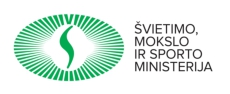 ŠVIETIMO,
MOKSLO
IR SPORTO
MINISTERIJA